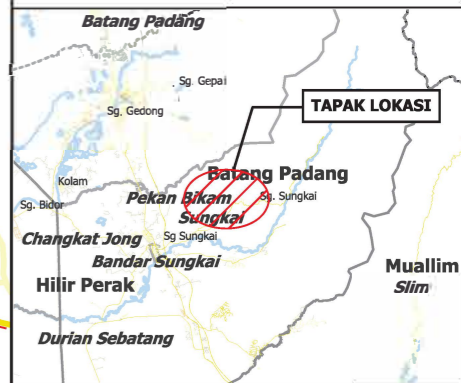 Batang Padang
Sg. Gepai
Sg. Gedong
TAPAK LOKASI
Batang Padang
Kolam
Sg. Bidor
Pekan Bikam
Sg. Sungkai
Sungkai
Changkat Jong
Sg Sungkai
Bandar Sungkai
Muallim
Slim
Hilir Perak
Durian Sebatang